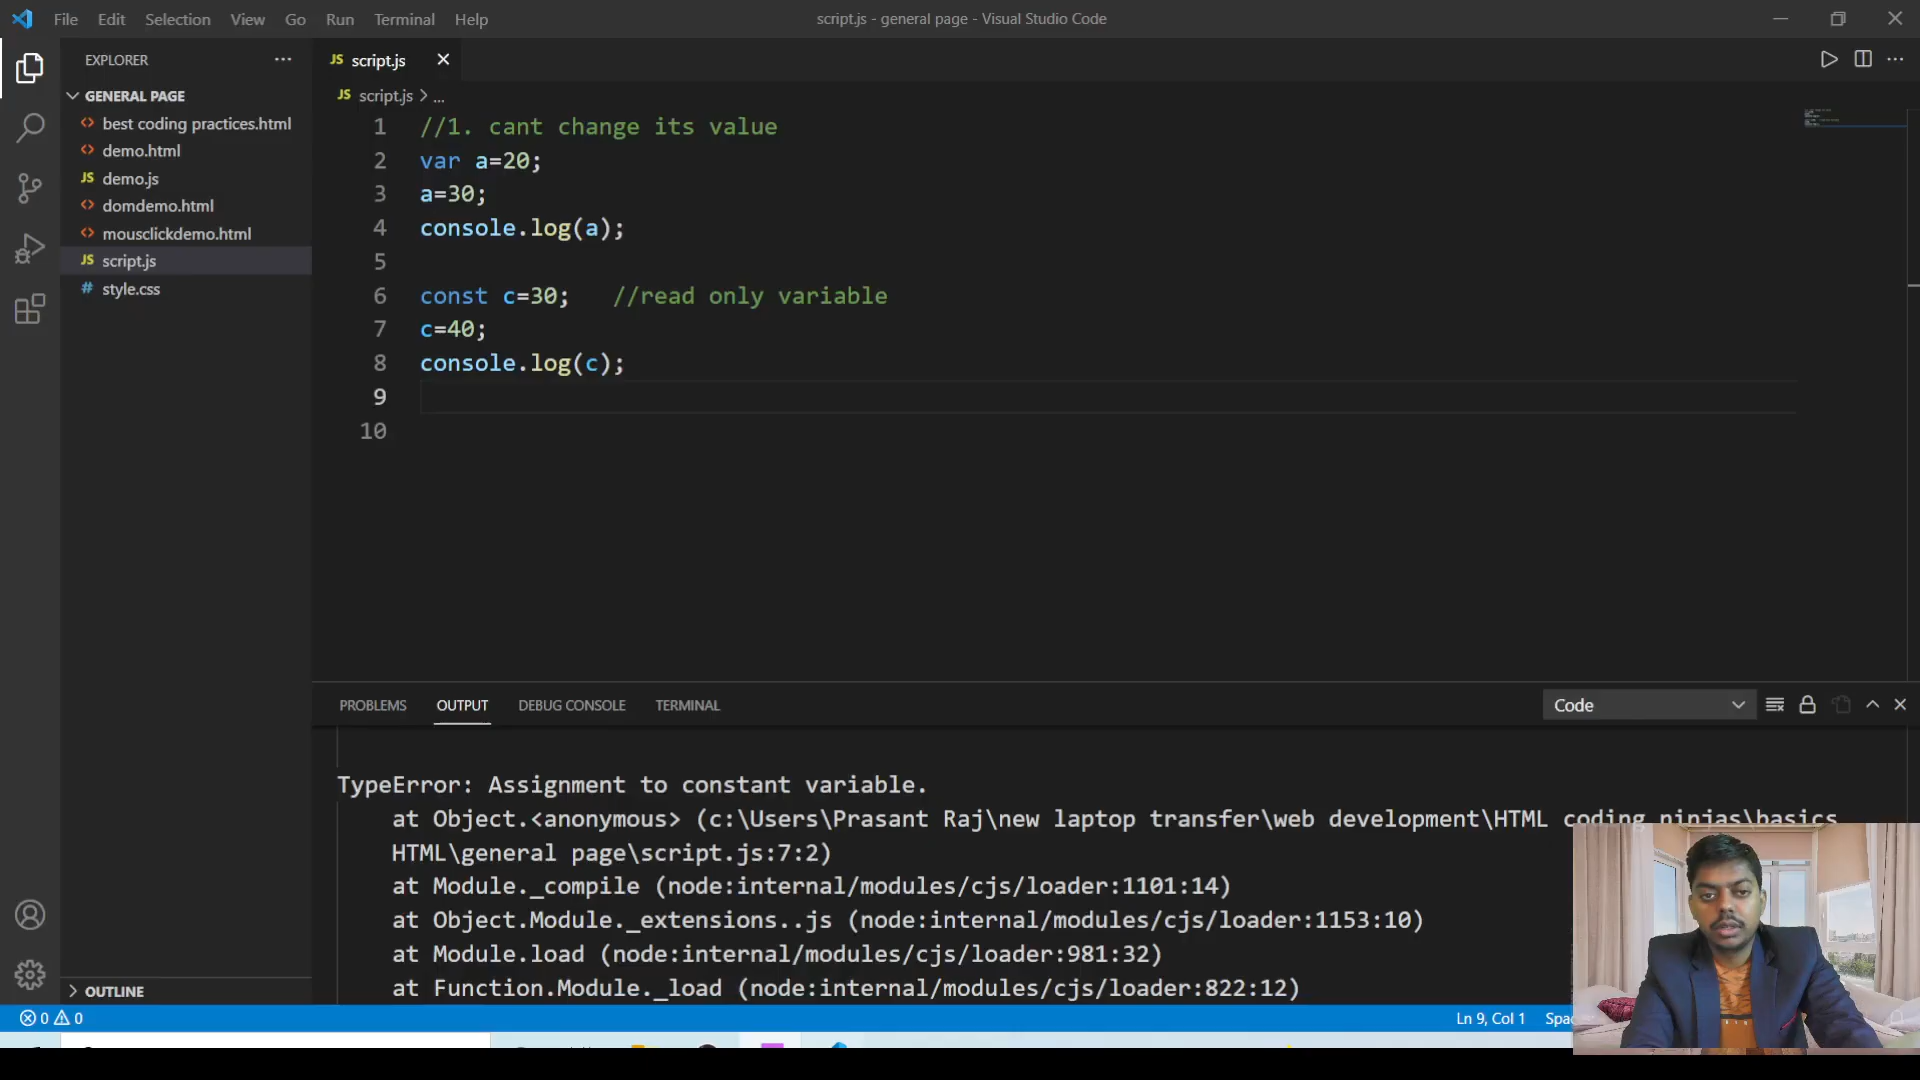 File Edit Selection View Go Run Terminal Help
script.js - general page - Visual Studio Code
EXPLORER
GENERAL PAGE
best coding practices.html
demo.html
JS demo.js
domdemo.html
mousclickdemo.html
JS script.js
# style.css
OUTLINE
JS script.js
JS script.js > ...
1 //1. cant change its value
2 var a=20;
3 a=30;
4 console.log(a);
5
6 const c=30; //read only variable
7 c=40;
8 console.log(c);
9
10
PROBLEMS OUTPUT DEBUG CONSOLE TERMINAL
Code
TypeError: Assignment to constant variable.
at Object.<anonymous> (c:\Users\Prasant Raj\new laptop transfer\web development\HTML coding ninjas\basics
HTML\general page\script.js:7:2)
at Module._compile (node:internal/modules/cjs/loader:1101:14)
at Object.Module._extensions..js (node:internal/modules/cjs/loader:1153:10)
at Module.load (node:internal/modules/cjs/loader:981:32)
at Function.Module._load (node:internal/modules/cjs/loader:822:12)
0 0
Ln 9, Col 1